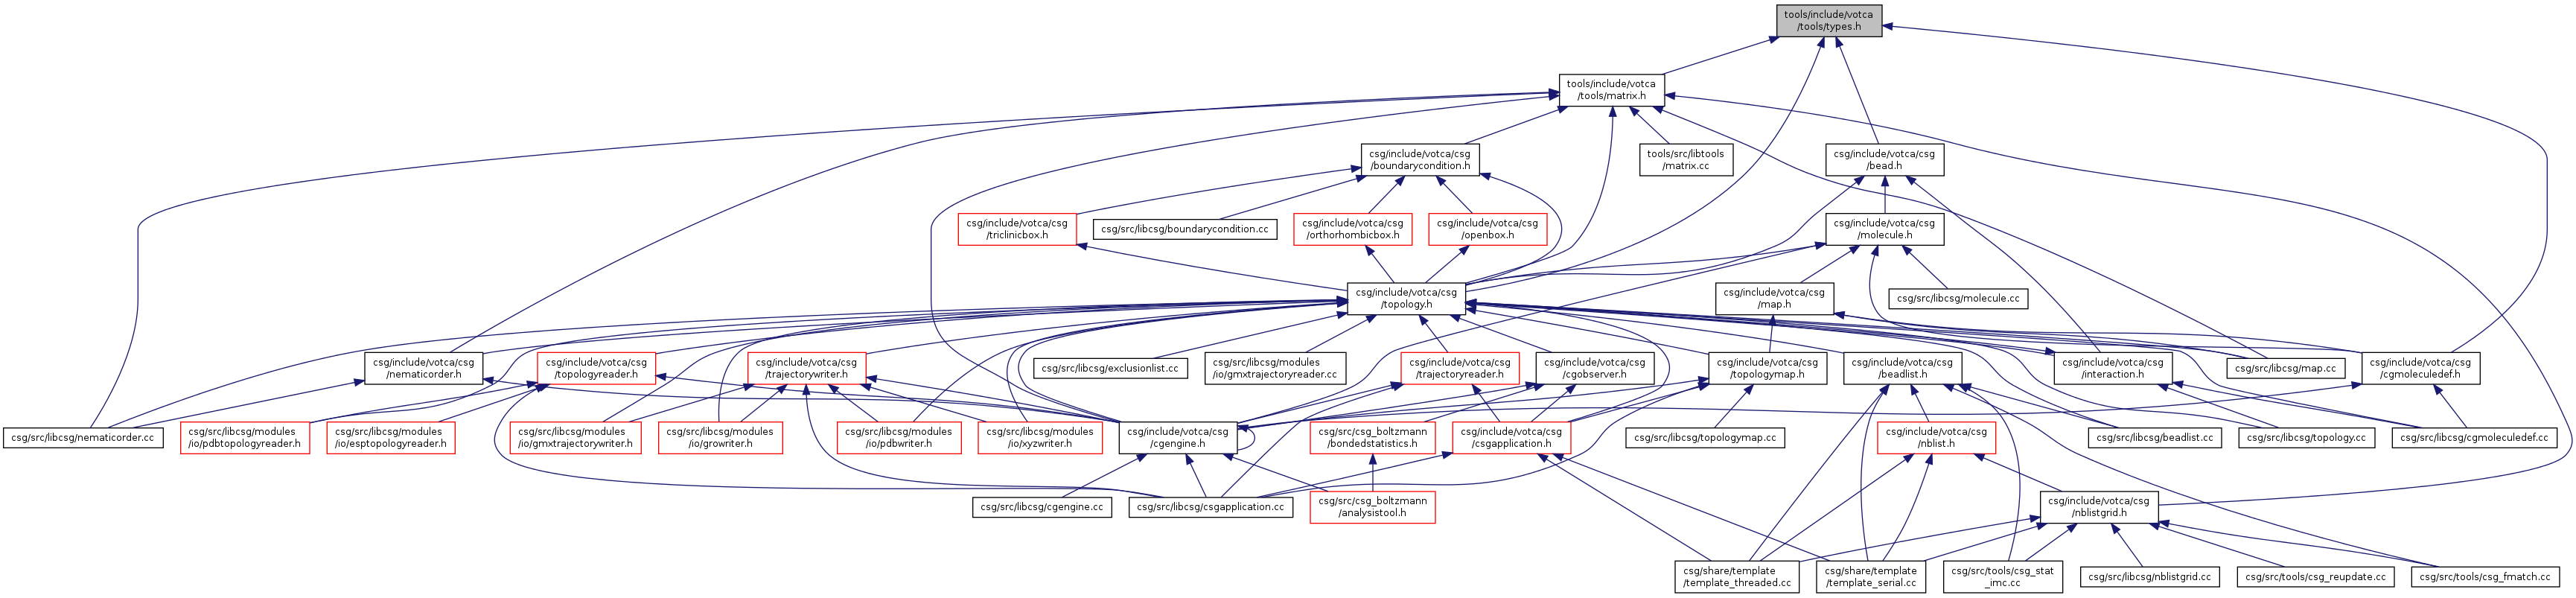 tools/include/votca
/tools/types.h
tools/include/votca
/tools/matrix.h
csg/include/votca/csg
/boundarycondition.h
tools/src/libtools
/matrix.cc
csg/include/votca/csg
/bead.h
csg/include/votca/csg
/triclinicbox.h
csg/src/libcsg/boundarycondition.cc
csg/include/votca/csg
/orthorhombicbox.h
csg/include/votca/csg
/openbox.h
csg/include/votca/csg
/molecule.h
csg/include/votca/csg
/topology.h
csg/include/votca/csg
/map.h
csg/src/libcsg/molecule.cc
csg/include/votca/csg
/nematicorder.h
csg/include/votca/csg
/topologyreader.h
csg/include/votca/csg
/trajectorywriter.h
csg/src/libcsg/exclusionlist.cc
csg/src/libcsg/modules
/io/gmxtrajectoryreader.cc
csg/include/votca/csg
/trajectoryreader.h
csg/include/votca/csg
/cgobserver.h
csg/include/votca/csg
/topologymap.h
csg/include/votca/csg
/beadlist.h
csg/include/votca/csg
/interaction.h
csg/src/libcsg/map.cc
csg/include/votca/csg
/cgmoleculedef.h
csg/src/libcsg/nematicorder.cc
csg/src/libcsg/modules
/io/pdbtopologyreader.h
csg/src/libcsg/modules
/io/esptopologyreader.h
csg/src/libcsg/modules
/io/gmxtrajectorywriter.h
csg/src/libcsg/modules
/io/growriter.h
csg/src/libcsg/modules
/io/pdbwriter.h
csg/src/libcsg/modules
/io/xyzwriter.h
csg/include/votca/csg
/cgengine.h
csg/src/csg_boltzmann
/bondedstatistics.h
csg/include/votca/csg
/csgapplication.h
csg/src/libcsg/topologymap.cc
csg/include/votca/csg
/nblist.h
csg/src/libcsg/beadlist.cc
csg/src/libcsg/topology.cc
csg/src/libcsg/cgmoleculedef.cc
csg/src/libcsg/cgengine.cc
csg/src/libcsg/csgapplication.cc
csg/src/csg_boltzmann
/analysistool.h
csg/include/votca/csg
/nblistgrid.h
csg/share/template
/template_threaded.cc
csg/share/template
/template_serial.cc
csg/src/tools/csg_stat
_imc.cc
csg/src/libcsg/nblistgrid.cc
csg/src/tools/csg_reupdate.cc
csg/src/tools/csg_fmatch.cc